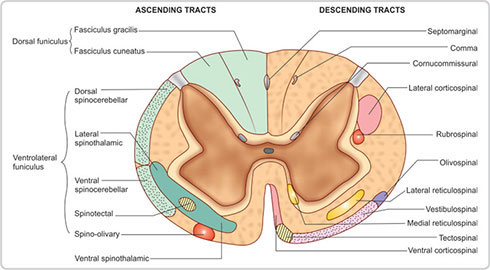 ASCENDING TRACTS
DESCENDING TRACTS
Dorsal funiculus
Fasciculus gracilis
Fasciculus cuneatus
Dorsal
spinocerebellar
Lateral
spinothalamic
Ventrolateral
funiculus
Ventral
spinocerebellar
Spinotectal
Spino-olivary
Ventral spinothalamic
Septomarginal
Comma
Cornucommissural
Lateral corticospinal
Rubrospinal
Olivospinal
Lateral reticulospinal
Vestibulospinal
Medial reticulospinal
Tectospinal
Ventral corticospinal